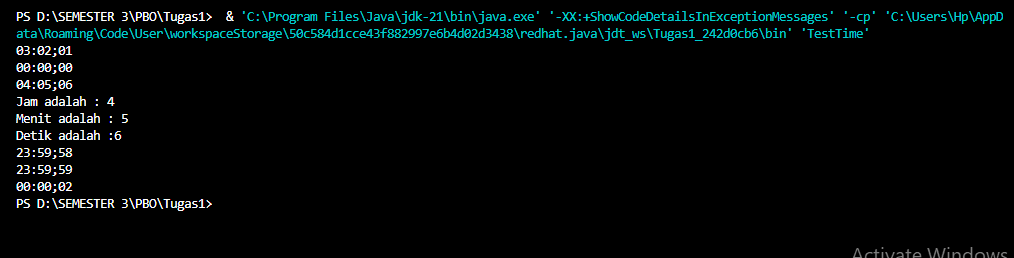 PS D:\SEMESTER 3\PBO\Tugas1>  & 'C:\Program Files\Java\jdk-21\bin\java.exe' '-XX:+ShowCodeDetailsInExceptionMessages' '-cp' 'C:\Users\Hp\AppD
ata\Roaming\Code\User\workspaceStorage\50c584d1cce43f882997e6b4d02d3438\redhat.java\jdt_ws\Tugas1_242d0cb6\bin' 'TestTime'
03:02;01
00:00;00
04:05;06
Jam adalah : 4
Menit adalah : 5
Detik adalah :6
23:59;58
23:59;59
00:00;02
PS D:\SEMESTER 3\PBO\Tugas1>
Activate Windows